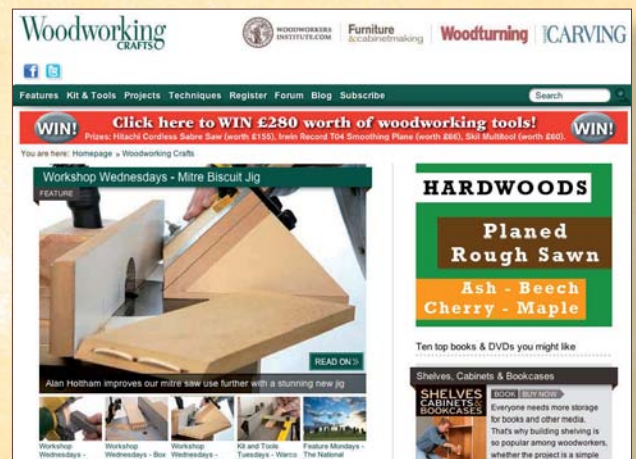 Woodworking
CRAFTS
WOODWORKERS
INSTITUTE.COM
Furniture
&cabinetmaking
Woodturning
CARVING
Features Kit & Tools Projects Techniques Register Forum Blog Subscribe
Search
WIN!
Click here to WIN £280 worth of woodworking tools!
Prizes: Hitachi Cordless Sabre Saw (worth £155), Irwin Record T04 Smoothing Plane (worth £66), Skil Multitool (worth £60).
WIN!
You are here: Homepage » Woodworking Crafts
Workshop Wednesdays - Mitre Biscuit Jig
FEATURE
READ ON »
Alan Holtham improves our mitre saw use further with a stunning new jig
Workshop
Wednesdays -
Workshop
Wednesdays - Box
Workshop
Wednesdays -
Kit and Tools
Tuesdays - Warco
Feature Mondays –
The National
HARDWOODS
Planed
Rough Sawn
Ash - Beech
Cherry - Maple
Ten top books & DVDs you might like
Shelves, Cabinets & Bookcases
SHELVES
CABINETS&
BOOKCASES
BOOK BUY NOW
Everyone needs more storage
for books and other media.
That's why building shelving is
so popular among woodworkers,
whether the project is a simple